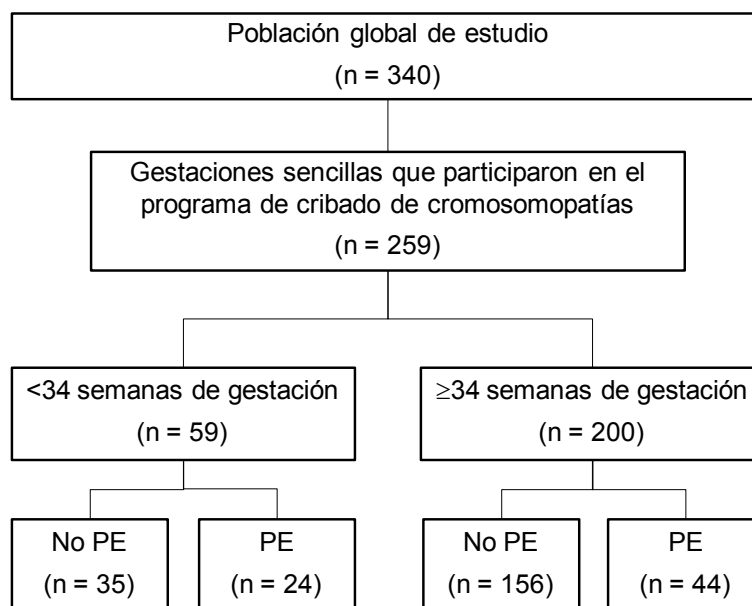 Población global de estudio
(n = 340)
Gestaciones sencillas que participaron en el
programa de cribado de cromosomopatías
(n = 259)
<34 semanas de gestación
(n = 59)
≥34 semanas de gestación
(n = 200)
No PE
(n = 35)
PE
(n = 24)
No PE
(n = 156)
PE
(n = 44)